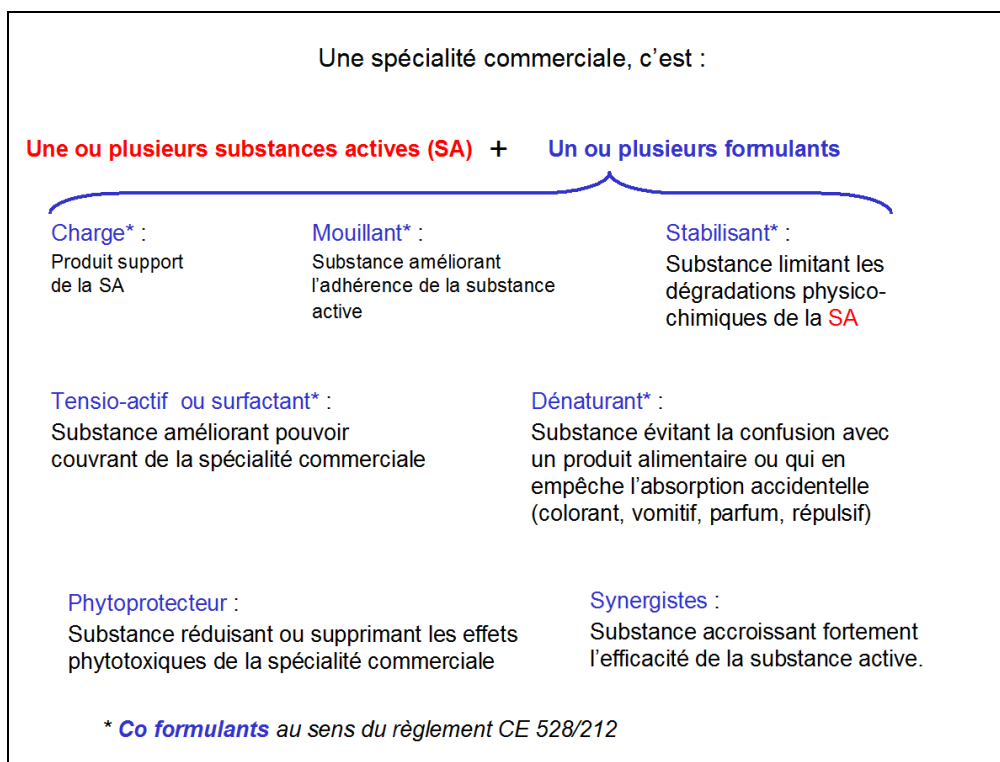 Une spécialité commerciale, c’est :
Une ou plusieurs substances actives (SA) + Un ou plusieurs formulants
Charge* :
Produit support
de la SA
Mouillant* :
Substance améliorant
l’adhérence de la substance
active
Stabilisant* :
Substance limitant les
dégradations physico-
chimiques de la SA
Tensio-actif ou surfactant* :
Substance améliorant pouvoir
couvrant de la spécialité commerciale
Dénaturant* :
Substance évitant la confusion avec
un produit alimentaire ou qui en
empêche l’absorption accidentelle
(colorant, vomitif, parfum, répulsif)
Phytoprotecteur :
Substance réduisant ou supprimant les effets
phytotoxiques de la spécialité commerciale
Synergistes :
Substance accroissant fortement
l’efficacité de la substance active.
* Co formulants au sens du règlement CE 528/212